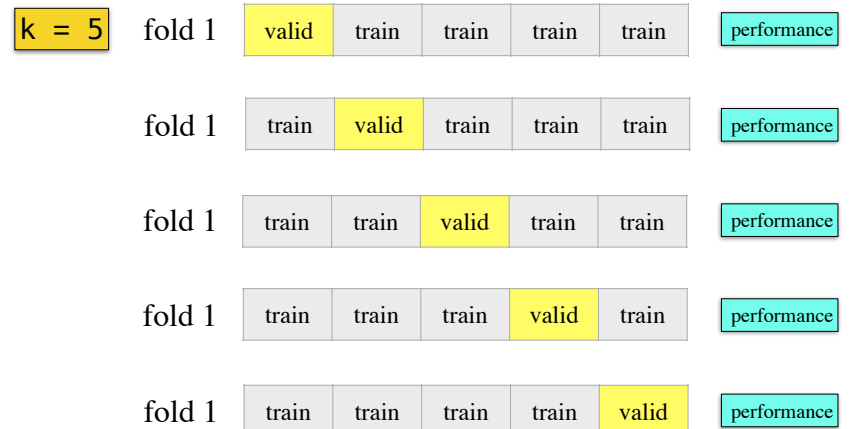 k = 5 fold 1 valid train train train train performance
fold 1 train valid train train train performance
fold 1 train train valid train train performance
fold 1 train train train valid train performance
fold 1 train train train train valid performance